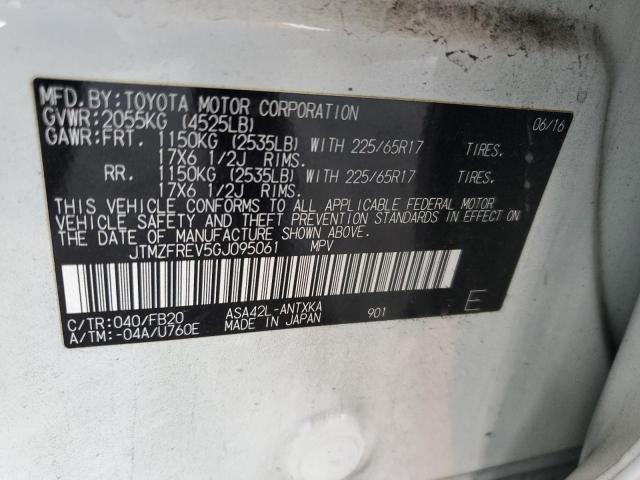 MFD.BY:TOYOTA MOTOR CORPORATION 06/16
GVWR:2055KG (4525LB)
GAWR:FRT. 1150KG (2535LB) WITH 225/65R17 TIRES.
17X6 1/2J RIMS.
RR. 1150KG (2535LB) WITH 225/65R17 TIRES.
17X6 1/2J RIMS.
THIS VEHICLE CONFORMS TO ALL APPLICABLE FEDERAL MOTOR
VEHICLE SAFETY AND THEFT PREVENTION STANDARDS IN EFFECT ON
THE DATE OF MANUFACTURE SHOWN ABOVE.
JTMZFREV5GJ095061 MPV
C/TR:040/FB20 ASA42L-ANTXKA 901 E
A/TM:-04A/U760E MADE IN JAPAN